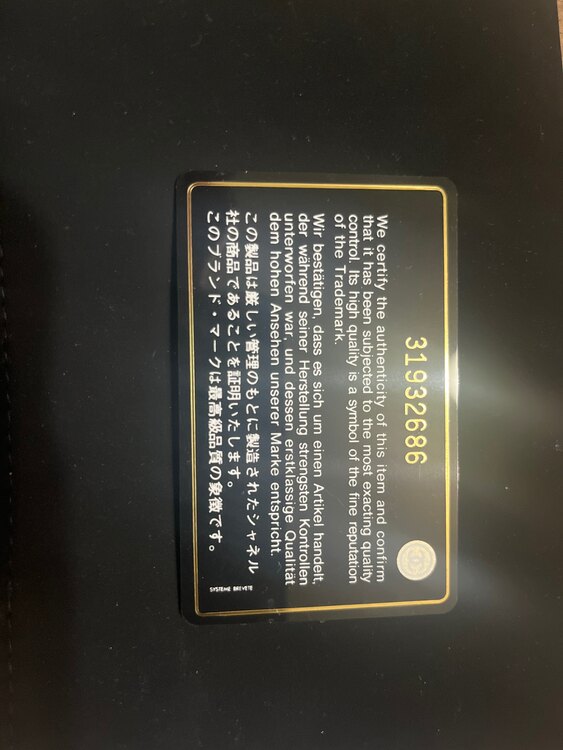 31932686
We certify the authenticity of this item and confirm
that it has been subjected to the most exacting quality
control. Its high quality is a symbol of the fine reputation
of the Trademark.
Wir bestätigen, dass es sich um einen Artikel handelt,
der während seiner Herstellung strengsten Kontrollen
unterworfen war, und dessen erstklassige Qualität
dem hohen Ansehen unserer Marke entspricht.
この製品は厳しい管理のもとに製造されたシャネル
社の商品であることを証明いたします。
このブランド・マークは最高級品質の象徴です。
SYSTEME BREVETE